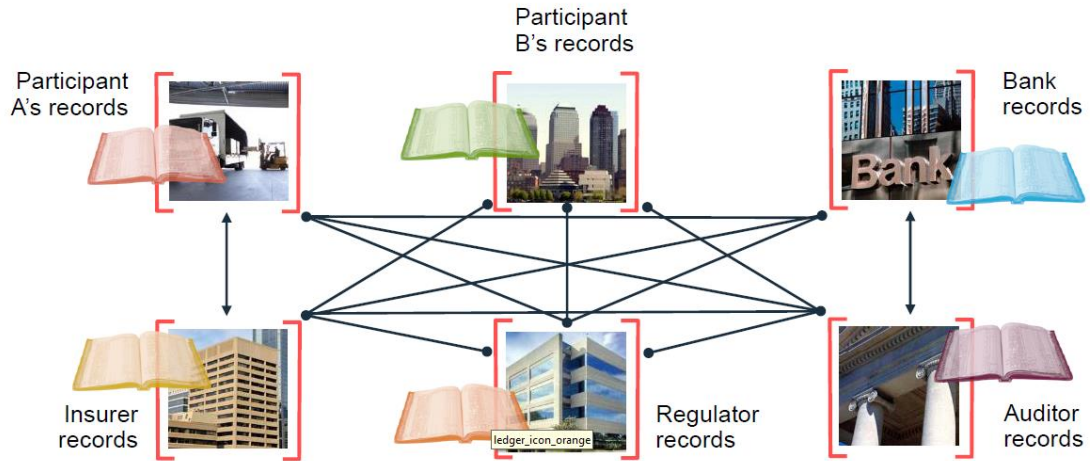 Participant
B's records
Participant
A's records
Bank
records
Bank
ledger_icon_orange
Insurer
records
Regulator
records
Auditor
records